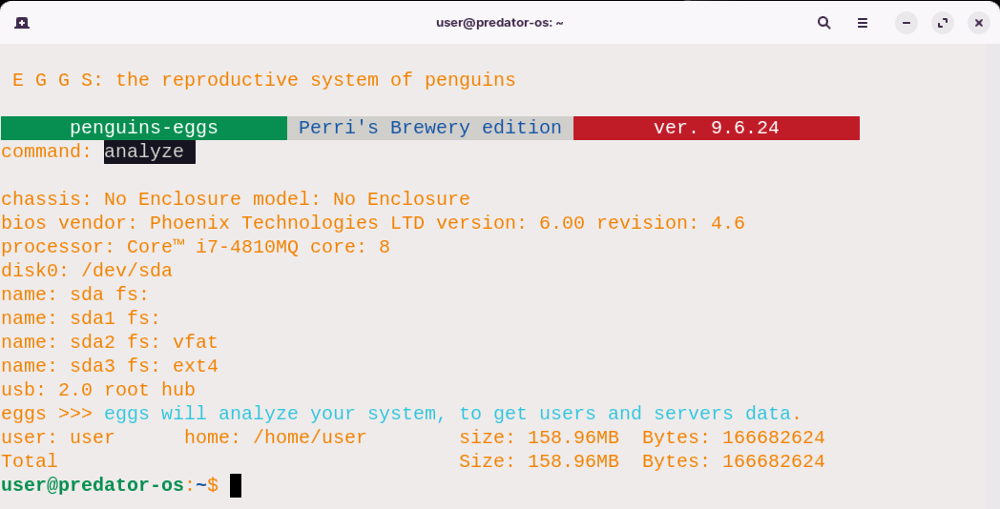 user@predator-os: ~
E G G S: the reproductive system of penguins
penguins-eggs Perri's Brewery edition ver. 9.6.24
command: analyze
chassis: No Enclosure model: No Enclosure
bios vendor: Phoenix Technologies LTD version: 6.00 revision: 4.6
processor: Core™ i7-4810MQ core: 8
disk0: /dev/sda
name: sda fs:
name: sda1 fs:
name: sda2 fs: vfat
name: sda3 fs: ext4
usb: 2.0 root hub
eggs >>> eggs will analyze your system, to get users and servers data.
user: user home: /home/user size: 158.96MB Bytes: 166682624
Total Size: 158.96MB Bytes: 166682624
user@predator-os:~$